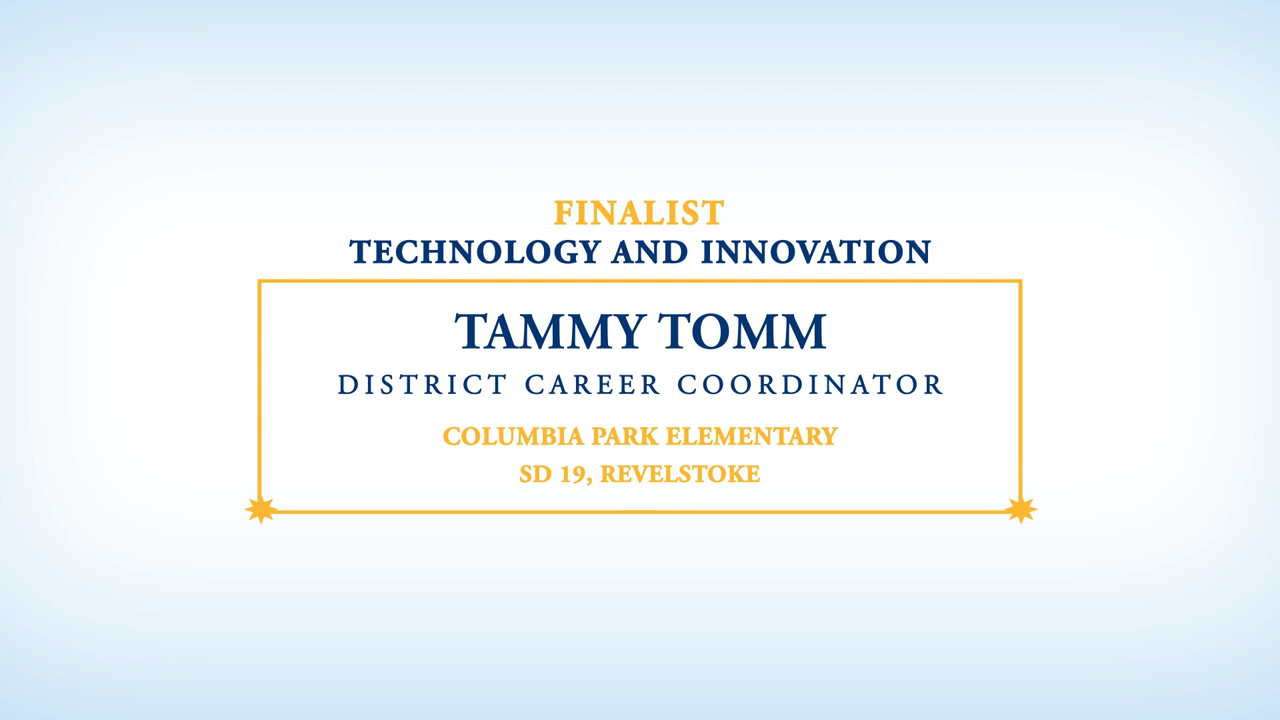 FINALIST
TECHNOLOGY AND INNOVATION
TAMMY TOMM
DISTRICT CAREER COORDINATOR
COLUMBIA PARK ELEMENTARY
SD 19, REVELSTOKE